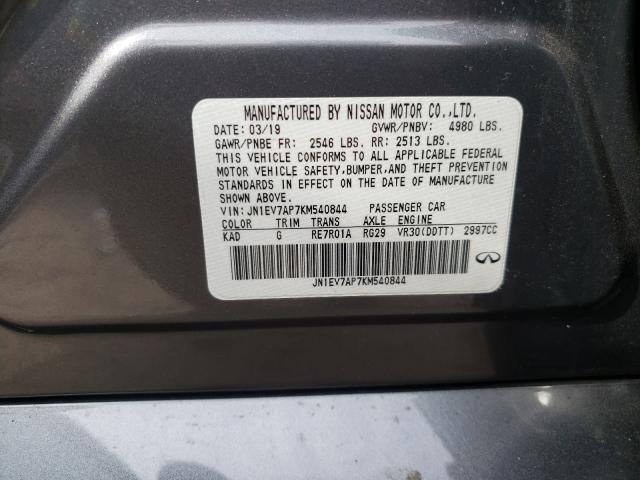 MANUFACTURED BY NISSAN MOTOR CO.,LTD.
DATE: 03/19 GVWR/PNBV: 4980 LBS.
GAWR/PNBE FR: 2546 LBS. RR: 2513 LBS.
THIS VEHICLE CONFORMS TO ALL APPLICABLE FEDERAL
MOTOR VEHICLE SAFETY,BUMPER,AND THEFT PREVENTION
STANDARDS IN EFFECT ON THE DATE OF MANUFACTURE
SHOWN ABOVE.
VIN: JN1EV7AP7KM540844 PASSENGER CAR
COLOR TRIM TRANS AXLE ENGINE
KAD G RE7R01A RG29 VR30(DDTT) 2997CC
JN1EV7AP7KM540844